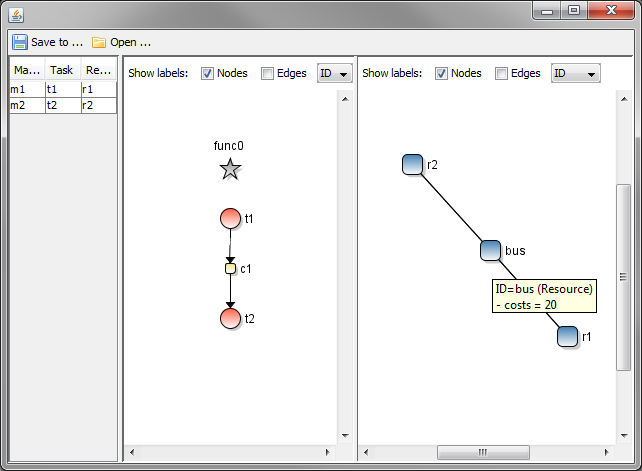 Save to ... Open ...
Ma... Task Re...
m1 t1 r1
m2 t2 r2
Show labels: Nodes Edges ID
func0
t1
c1
t2
Show labels: Nodes Edges ID
r2
bus
ID=bus (Resource)
- costs = 20
r1